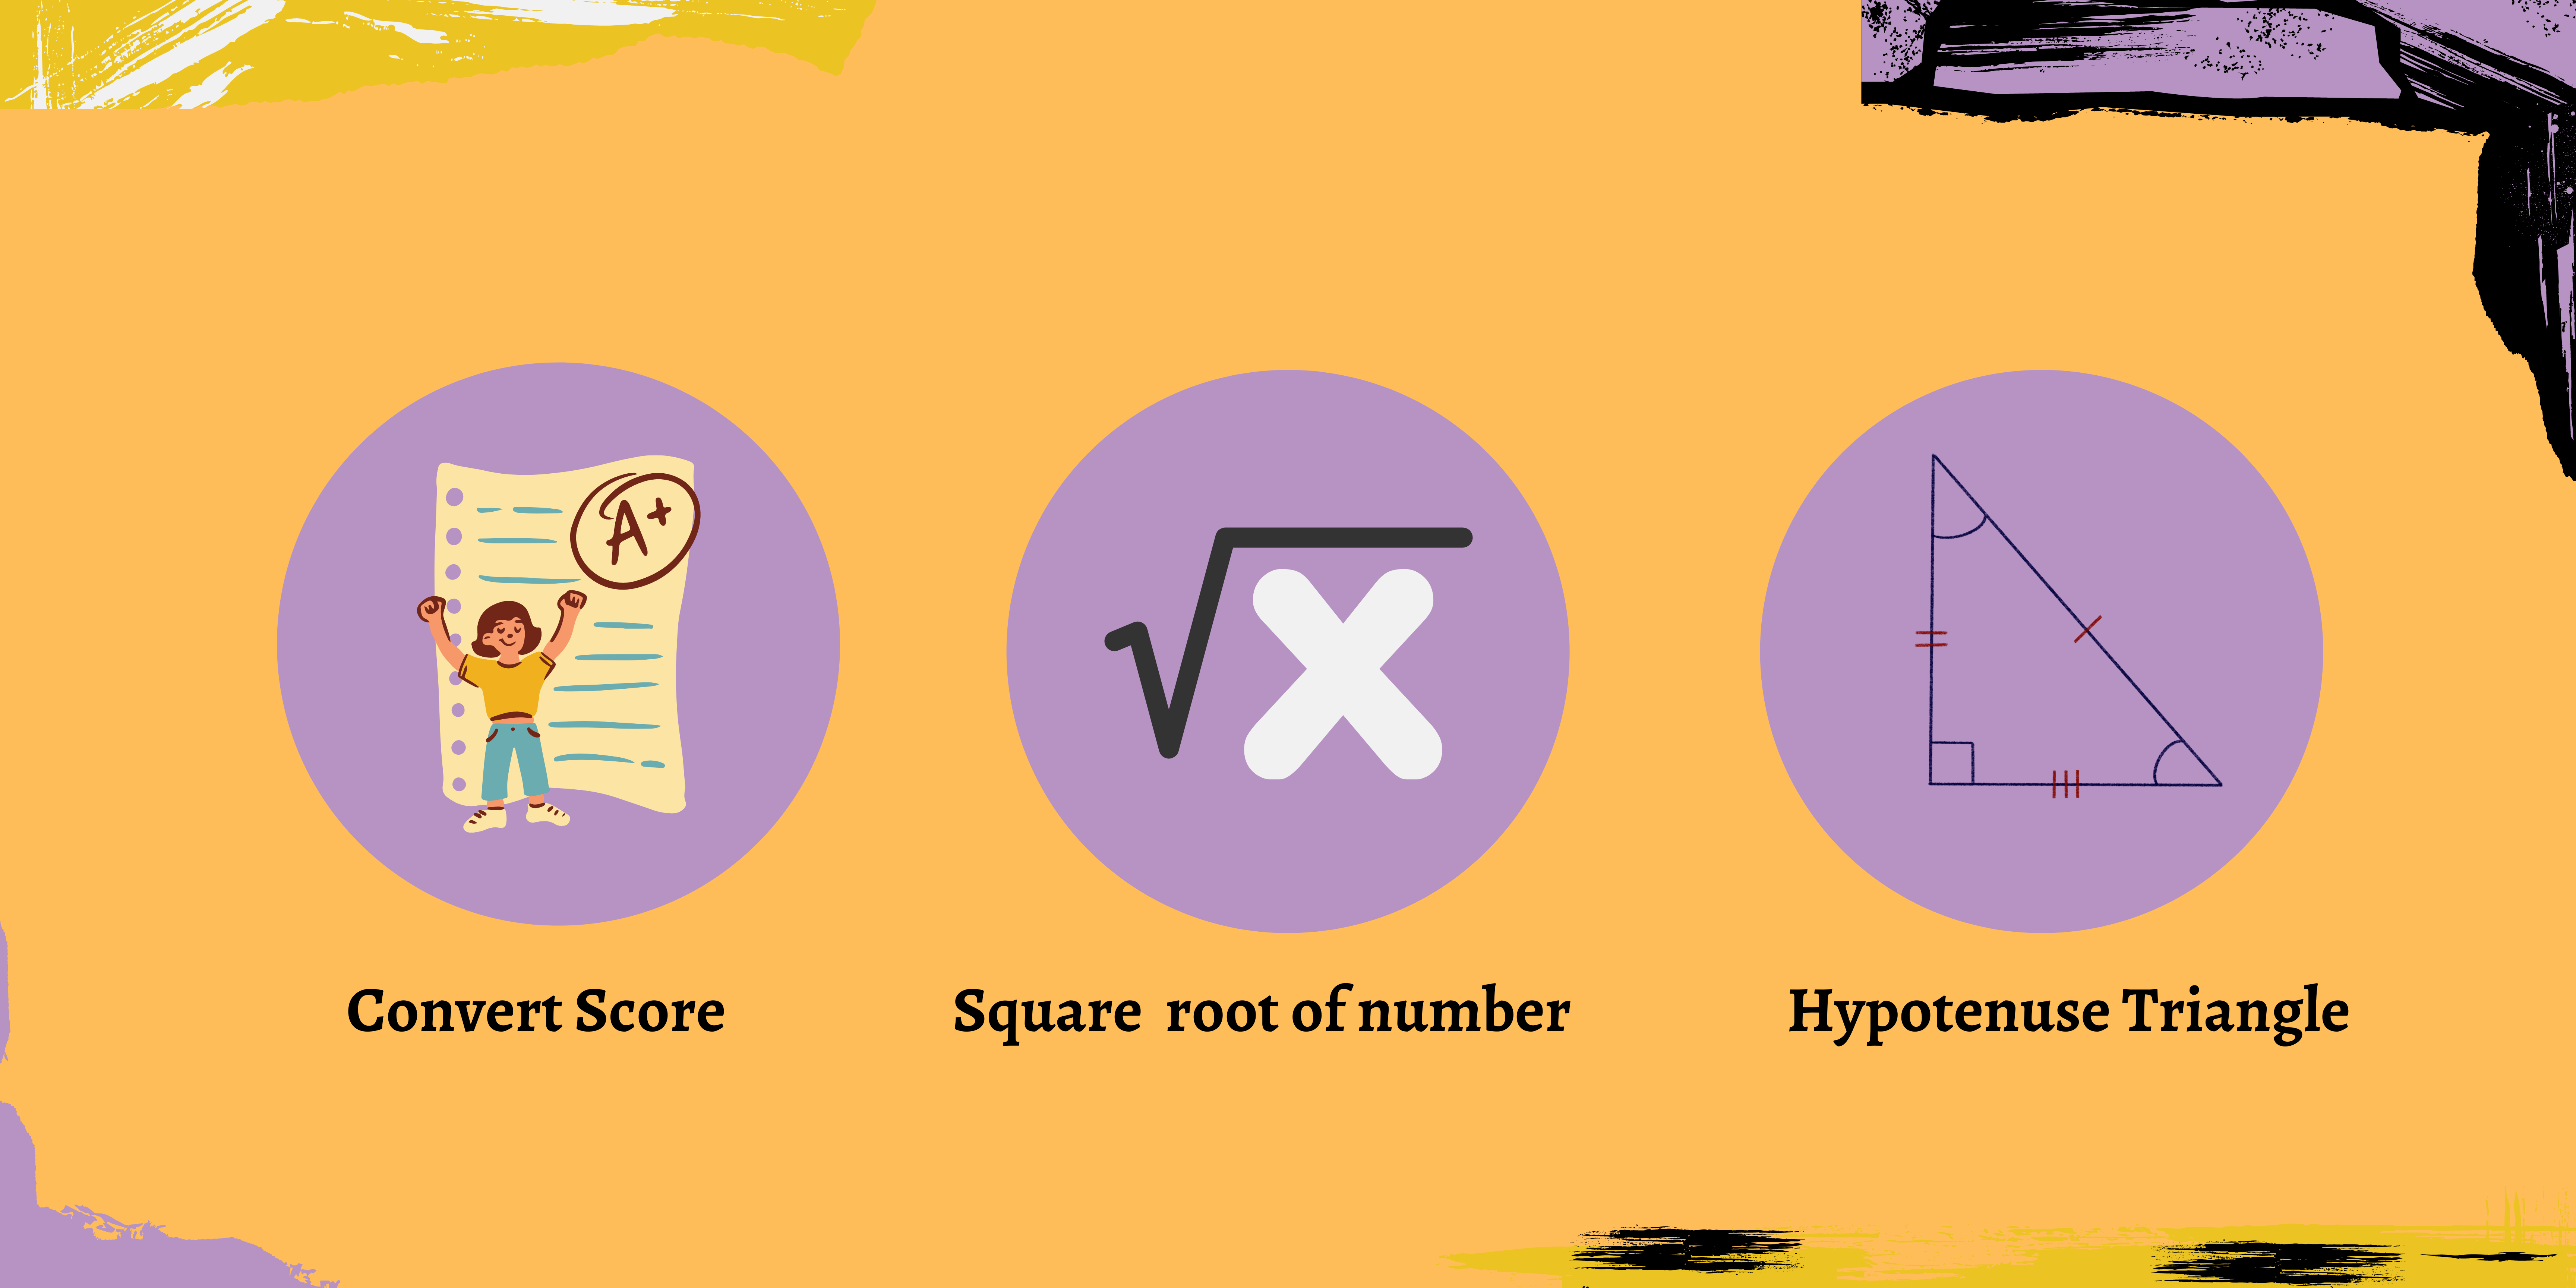 A+
Convert Score
Square  root of number
Hypotenuse Triangle